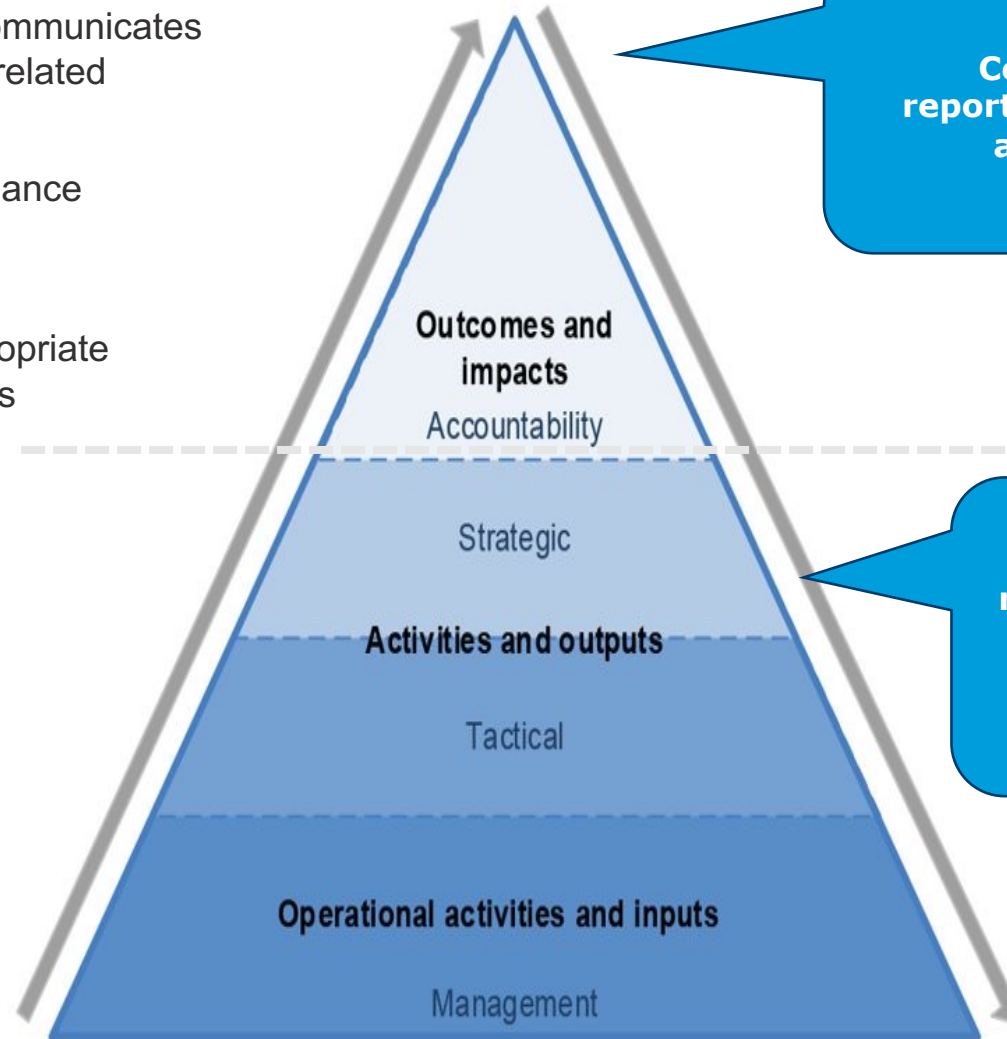 ommunicates
related
ance
opriate
s
Co
report
a
Outcomes and
impacts
Accountability
Strategic
Activities and outputs
Tactical
Operational activities and inputs
Management